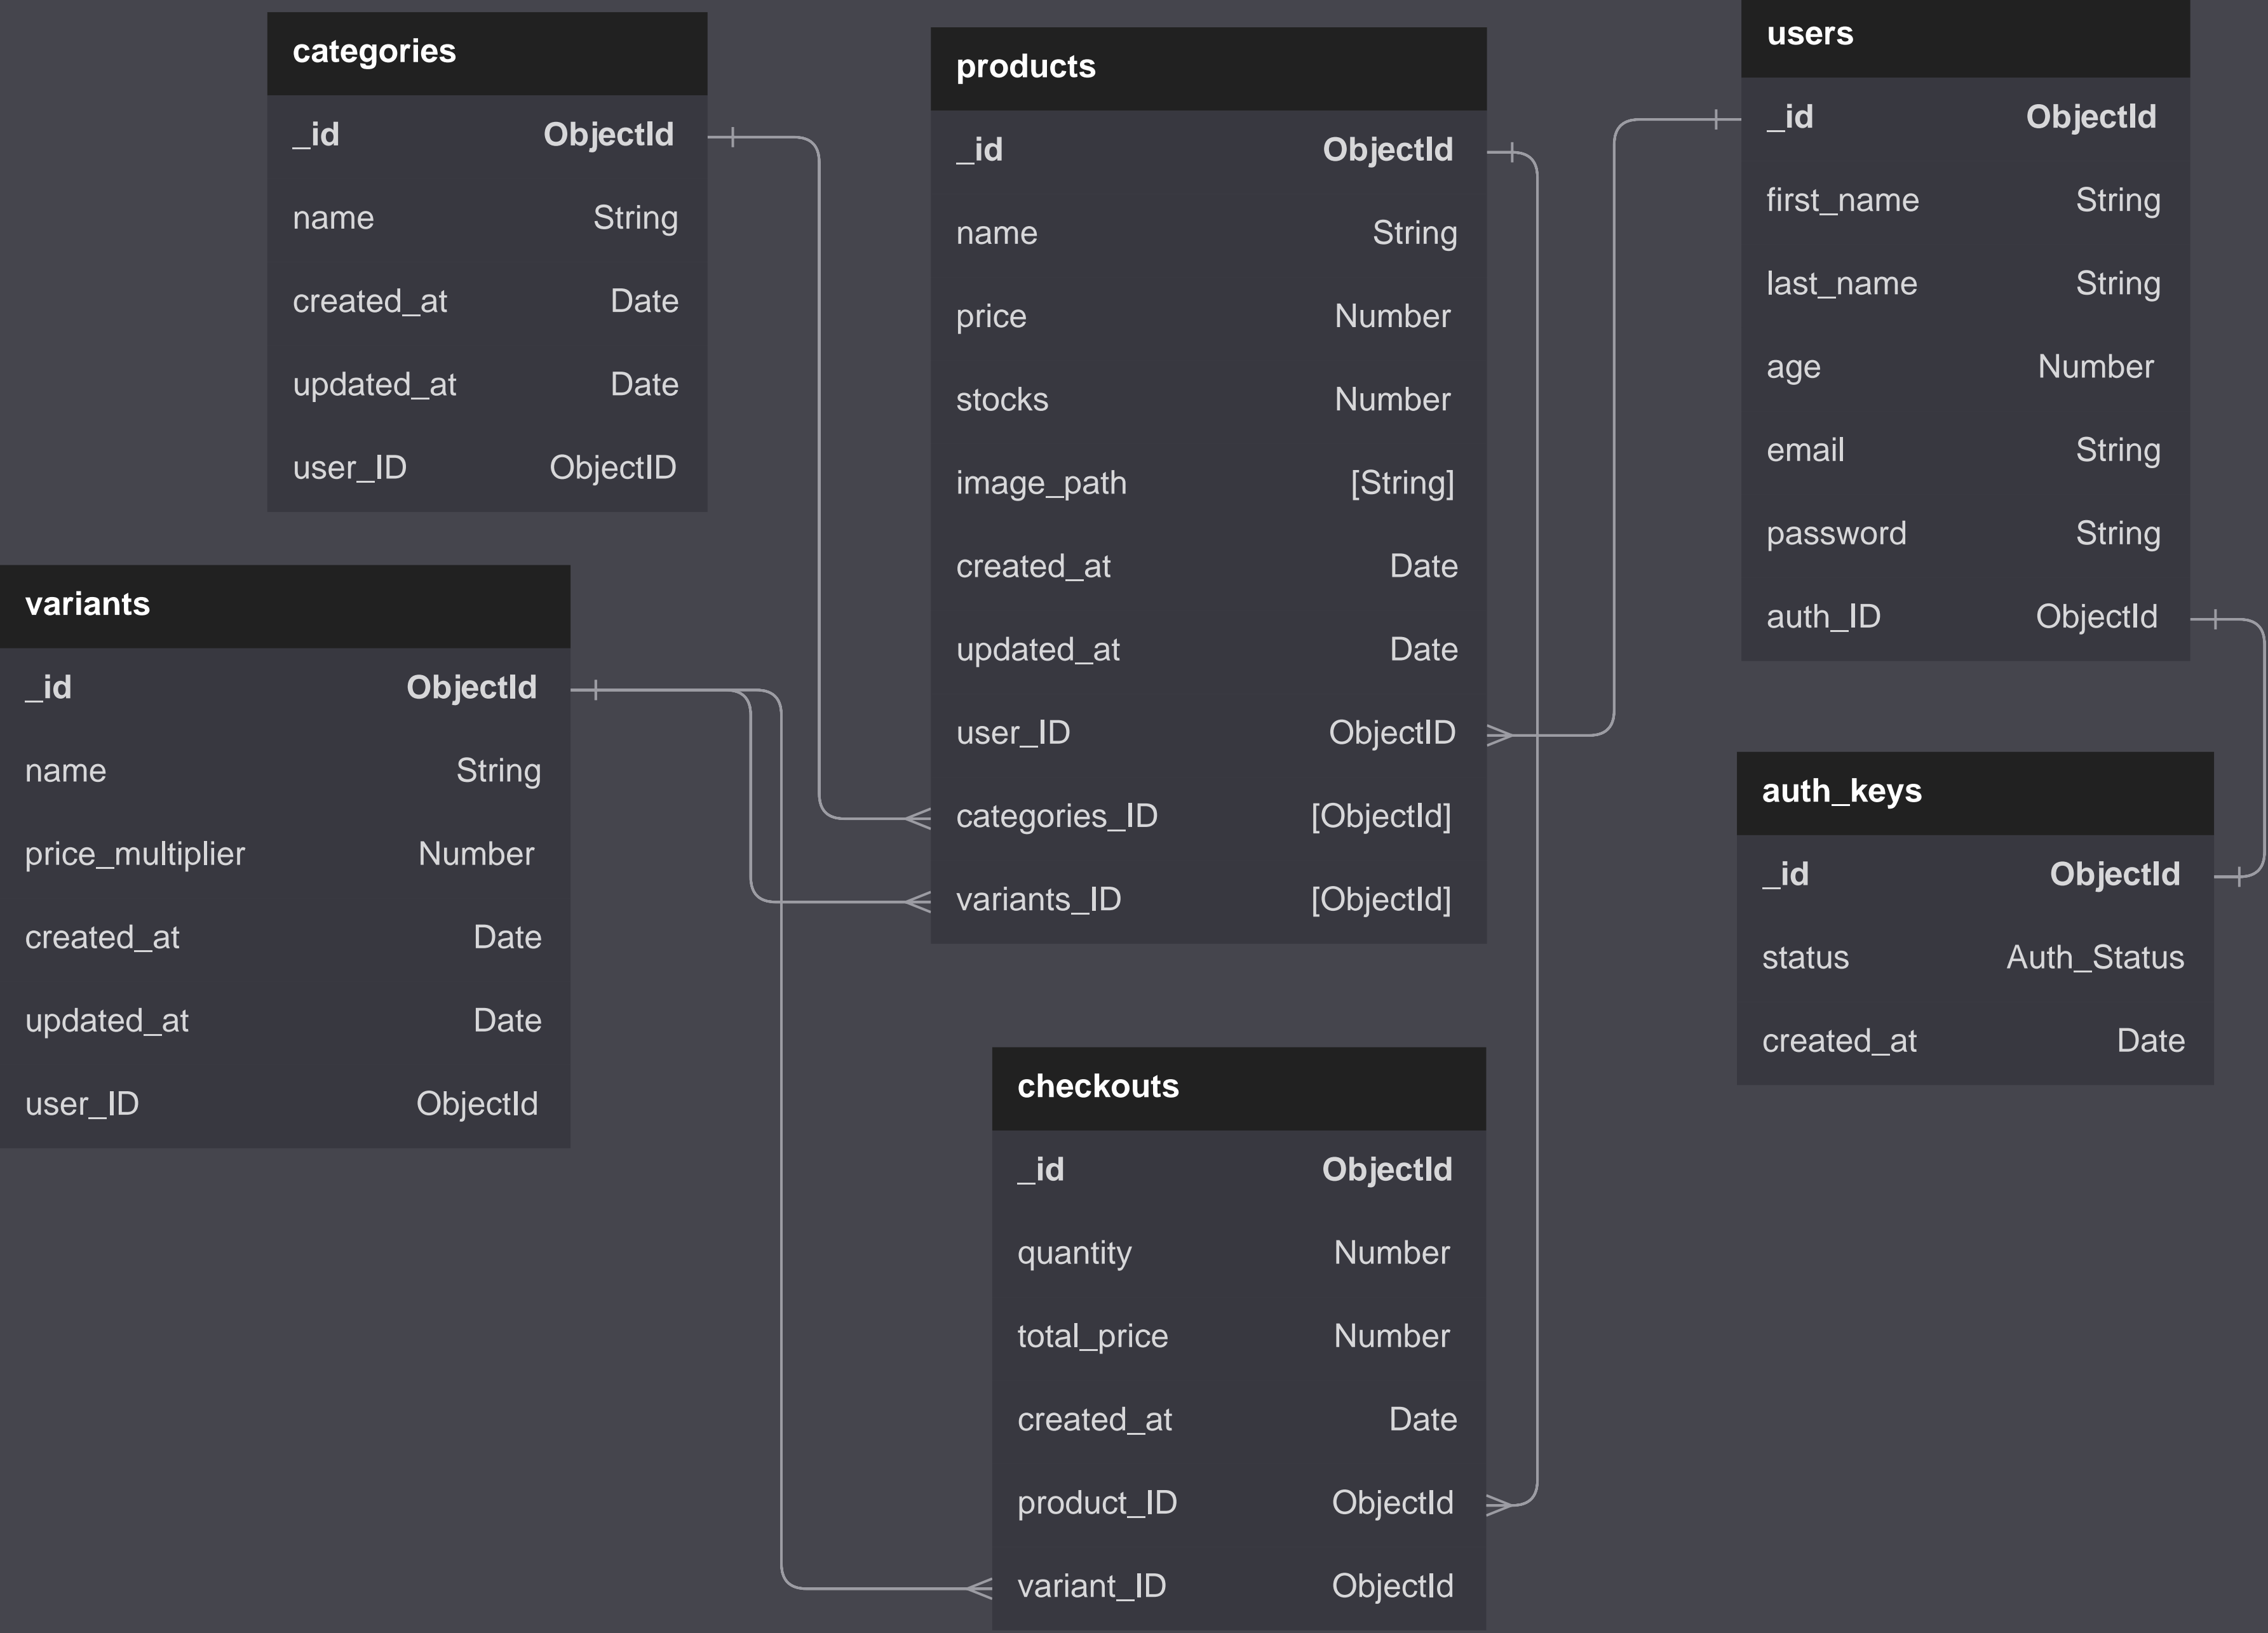 categories
_id ObjectId
name String
created_at Date
updated_at Date
user_ID ObjectID
products
_id ObjectId
name String
price Number
stocks Number
image_path [String]
created_at Date
updated_at Date
user_ID ObjectID
categories_ID [ObjectId]
variants_ID [ObjectId]
users
_id ObjectId
first_name String
last_name String
age Number
email String
password String
auth_ID ObjectId
variants
_id ObjectId
name String
price_multiplier Number
created_at Date
updated_at Date
user_ID ObjectId
auth_keys
_id ObjectId
status Auth_Status
created_at Date
checkouts
_id ObjectId
quantity Number
total_price Number
created_at Date
product_ID ObjectId
variant_ID ObjectId